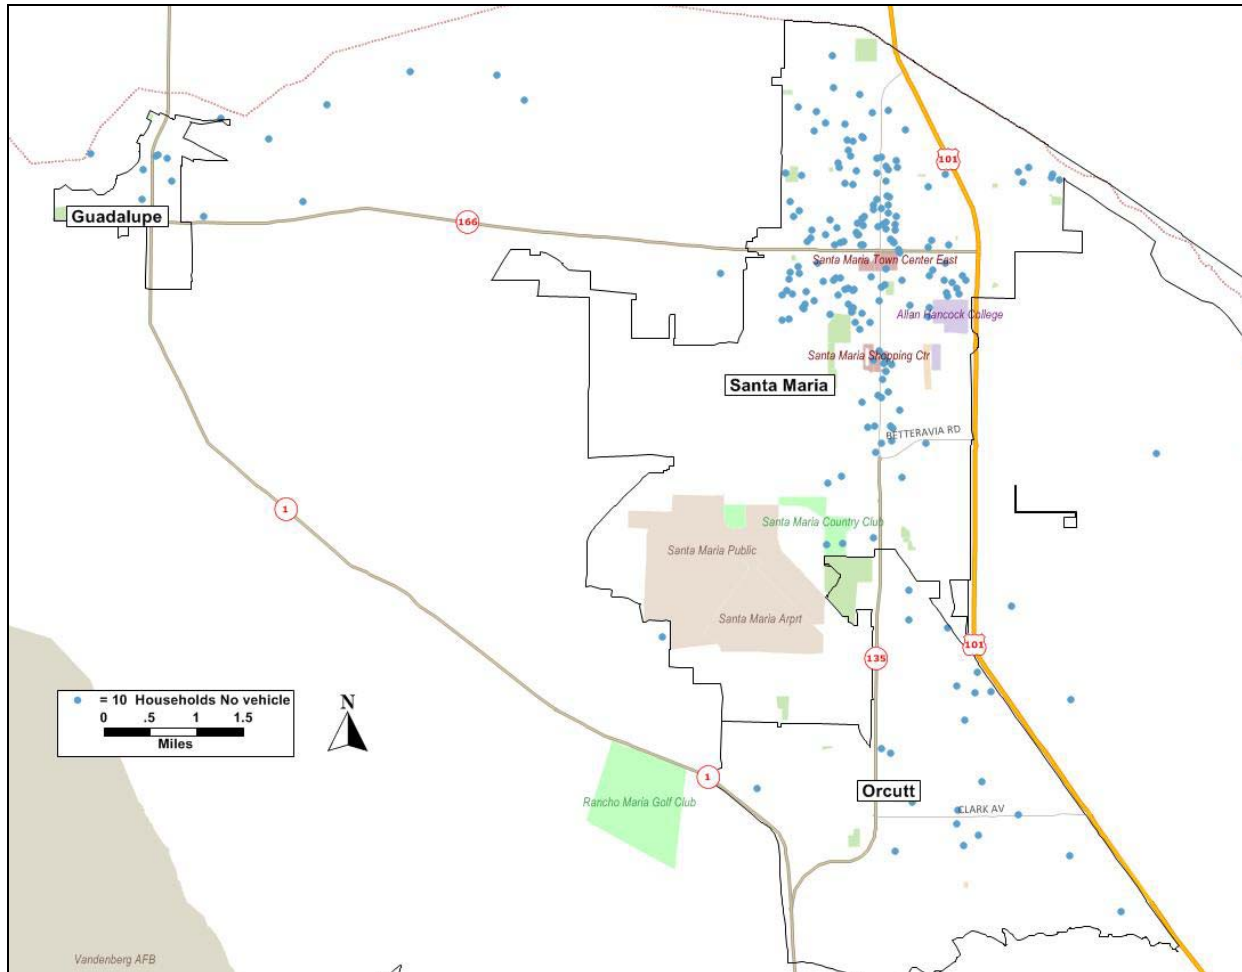 101
Guadalupe
166
Santa Maria Town Center East
Allan Hancock College
Santa Maria Shopping Ctr
Santa Maria
BETTERAVIA RD
1
Santa Maria Country Club
Santa Maria Public
Santa Maria Arprt
101
135
= 10 Households No vehicle
0 .5 1 1.5
Miles
N
1
Rancho Maria Golf Club
Orcutt
CLARK AV
Vandenberg AFB